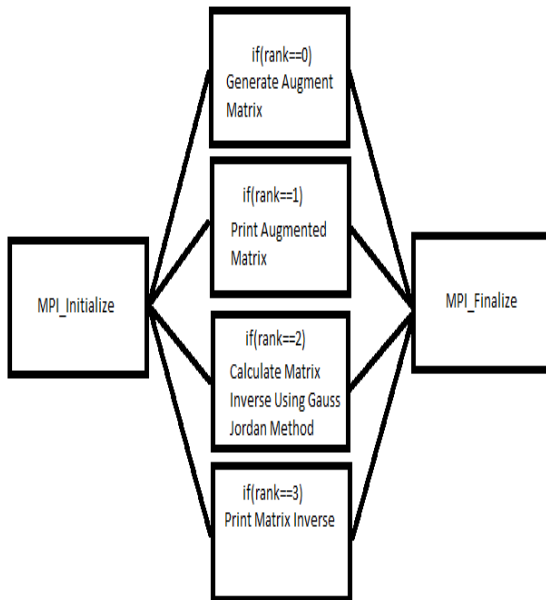 if(rank==0)
Generate Augment
Matrix
if(rank==1)
Print Augmented
Matrix
MPI_Initialize
MPI_Finalize
if(rank==2)
Calculate Matrix
Inverse Using Gauss
Jordan Method
if(rank==3)
Print Matrix Inverse